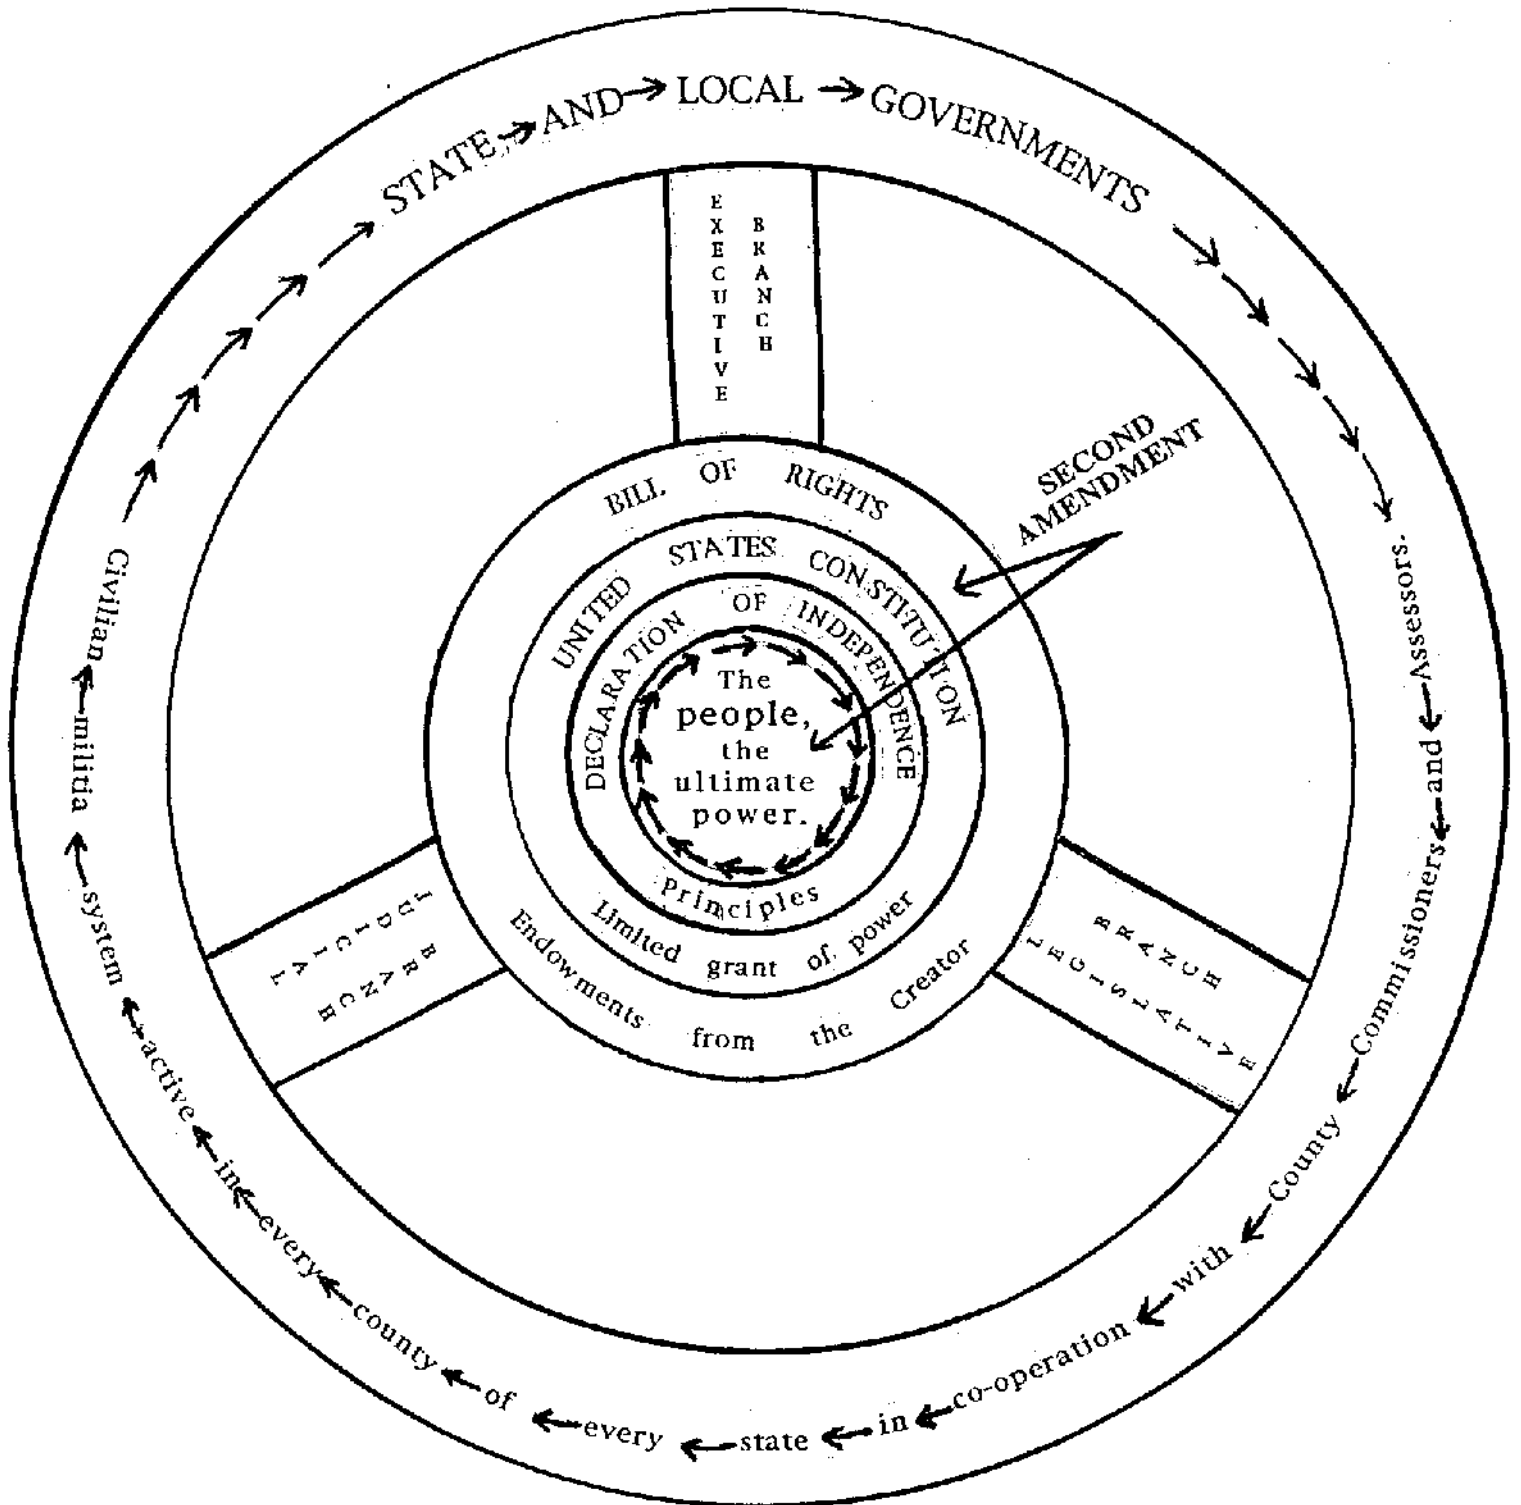 STATE AND LOCAL GOVERNMENTS
EXECUTIVE
BRANCH
SECOND
AMENDMENT
BILL OF RIGHTS
UNITED STATES CONSTITUTION
DECLARATION OF INDEPENDENCE
The
people,
the
ultimate
power.
Principles
Limited grant of power
Endowments from the Creator
JUDICIAL
BRANCH
BRANCH
LEGISLATIVE
Civilian militia system active in every county of every state in co-operation with County Commissioners and Assessors.